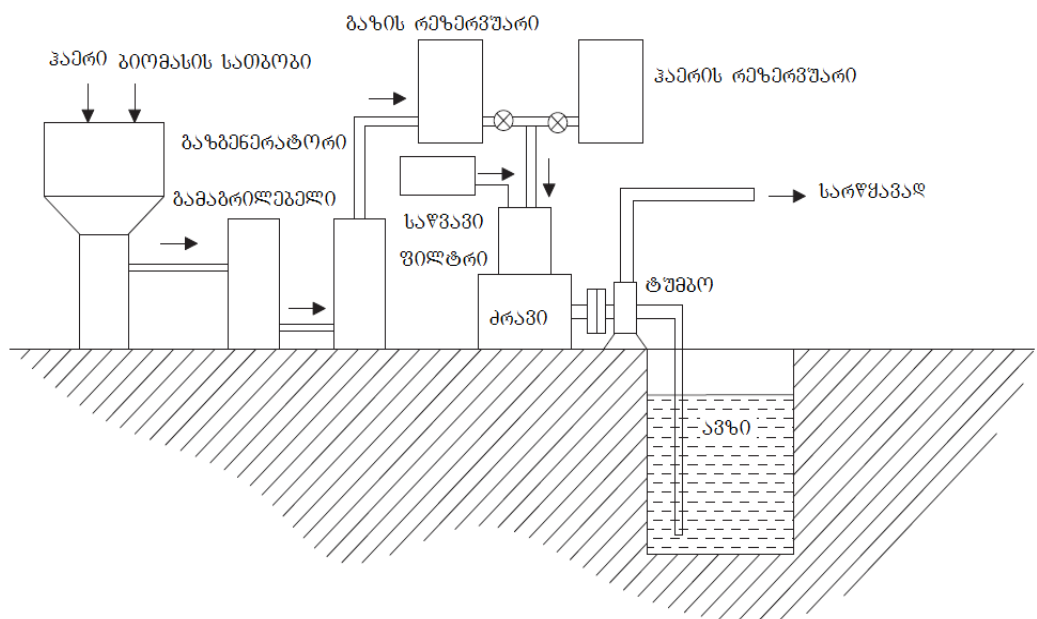 გაზის რეზერვუარი
ჰაერი ბიომასის სათბობი
ჰაერის რეზერვუარი
გაზგენერატორი
გამაგრილებელი
სარწყავად
საწვავი
ფილტრი
ტუმბო
ძრავი
ავზი